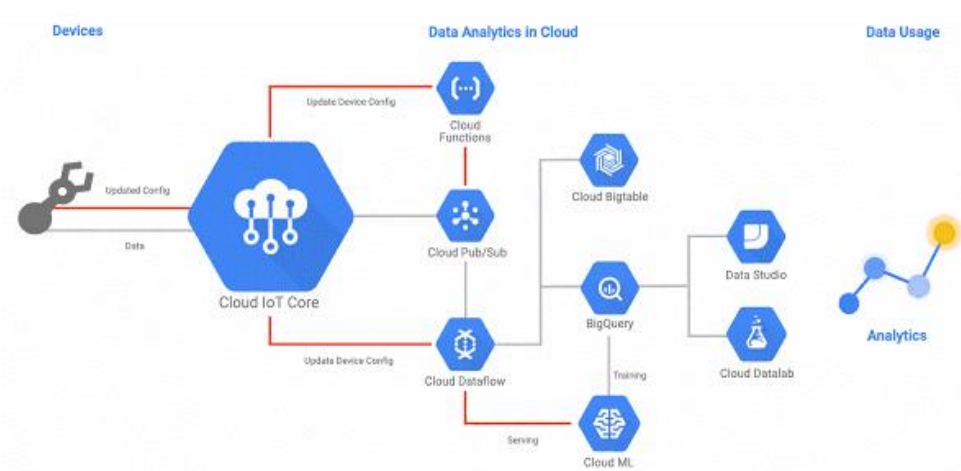 Devices
Data Analytics in Cloud
Data Usage
Update Device Config
Cloud
Functions
Updated Config
Data
Cloud IoT Core
Cloud Pub/Sub
Cloud Bigtable
Data Studio
BigQuery
Analytics
Update Device Config
Cloud Dataflow
Training
Cloud Datalab
Serving
Cloud ML